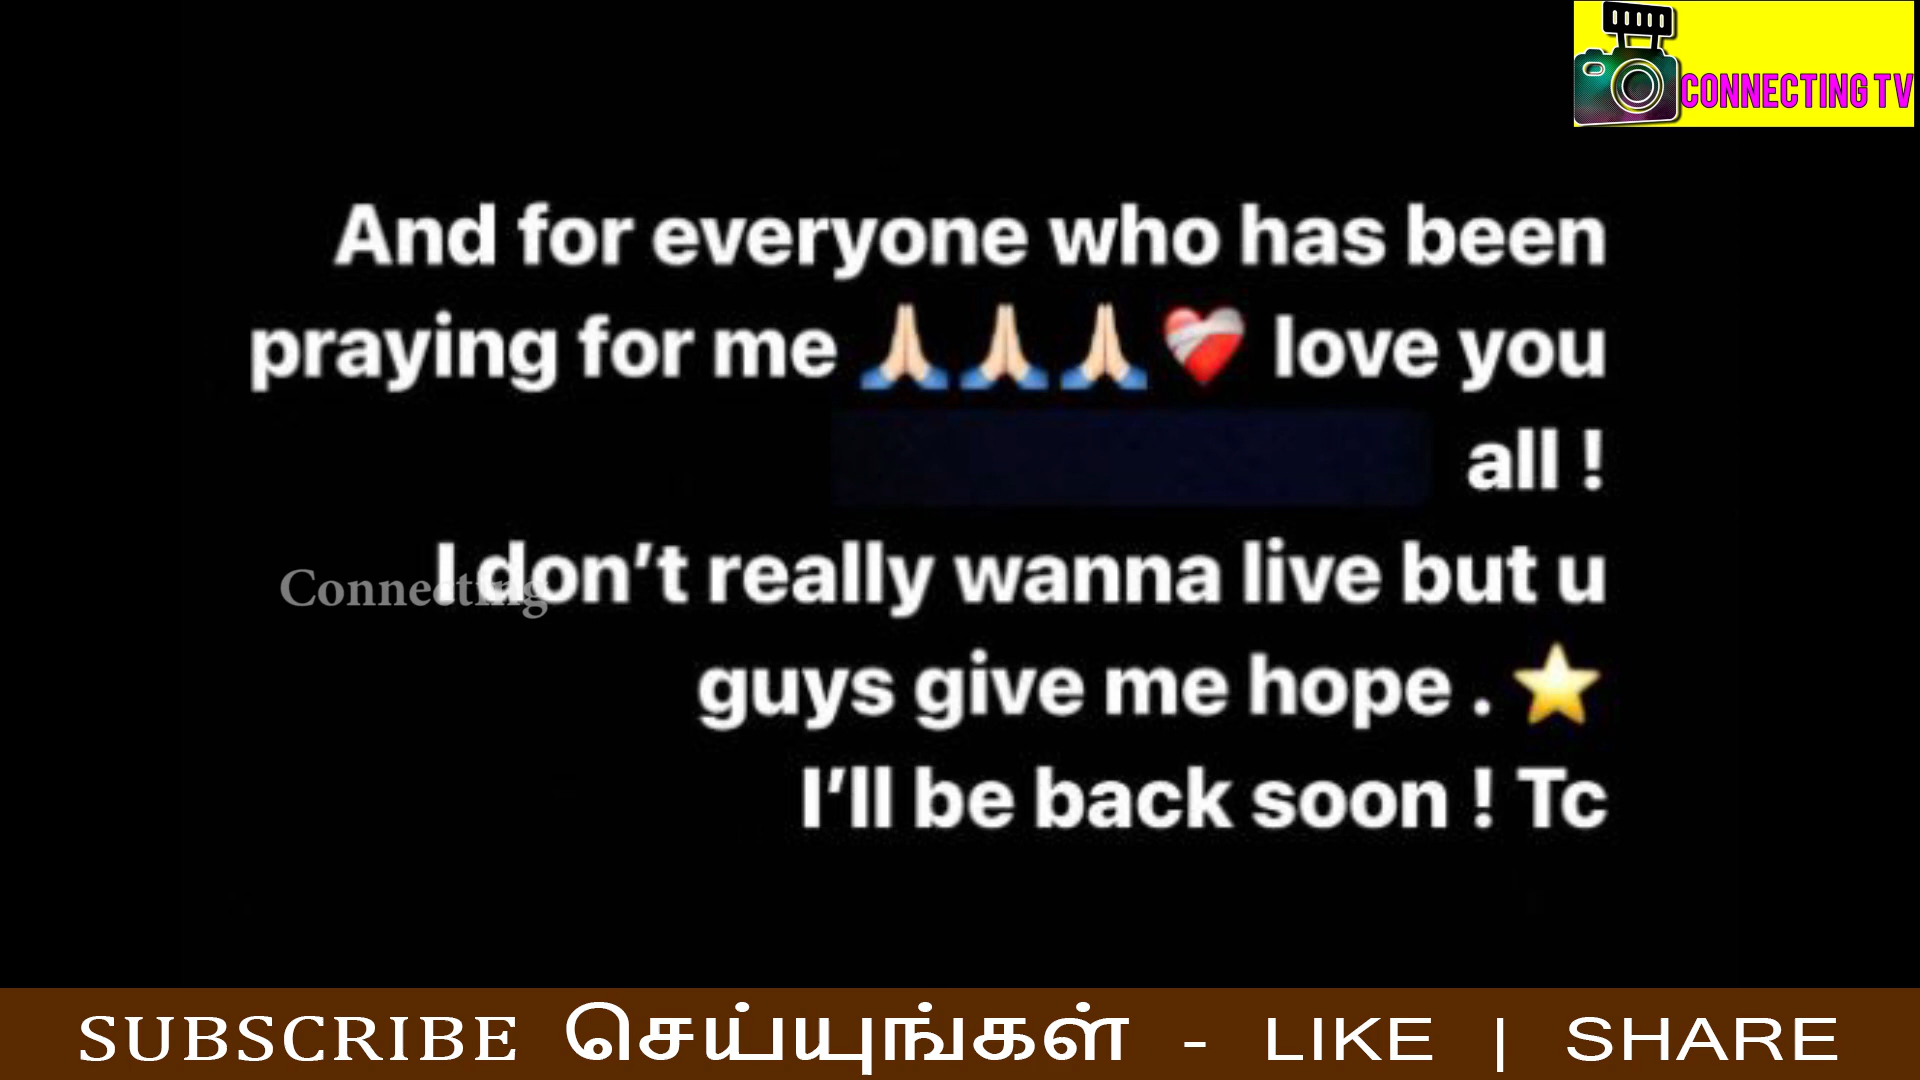 CONNECTING TV
And for everyone who has been
praying for me 🙏🏻🙏🏻🙏🏻❤️‍🩹 love you
all !
I don’t really wanna live but u
Connecting
guys give me hope . ⭐
I’ll be back soon ! Tc
SUBSCRIBE செய்யுங்கள் - LIKE | SHARE